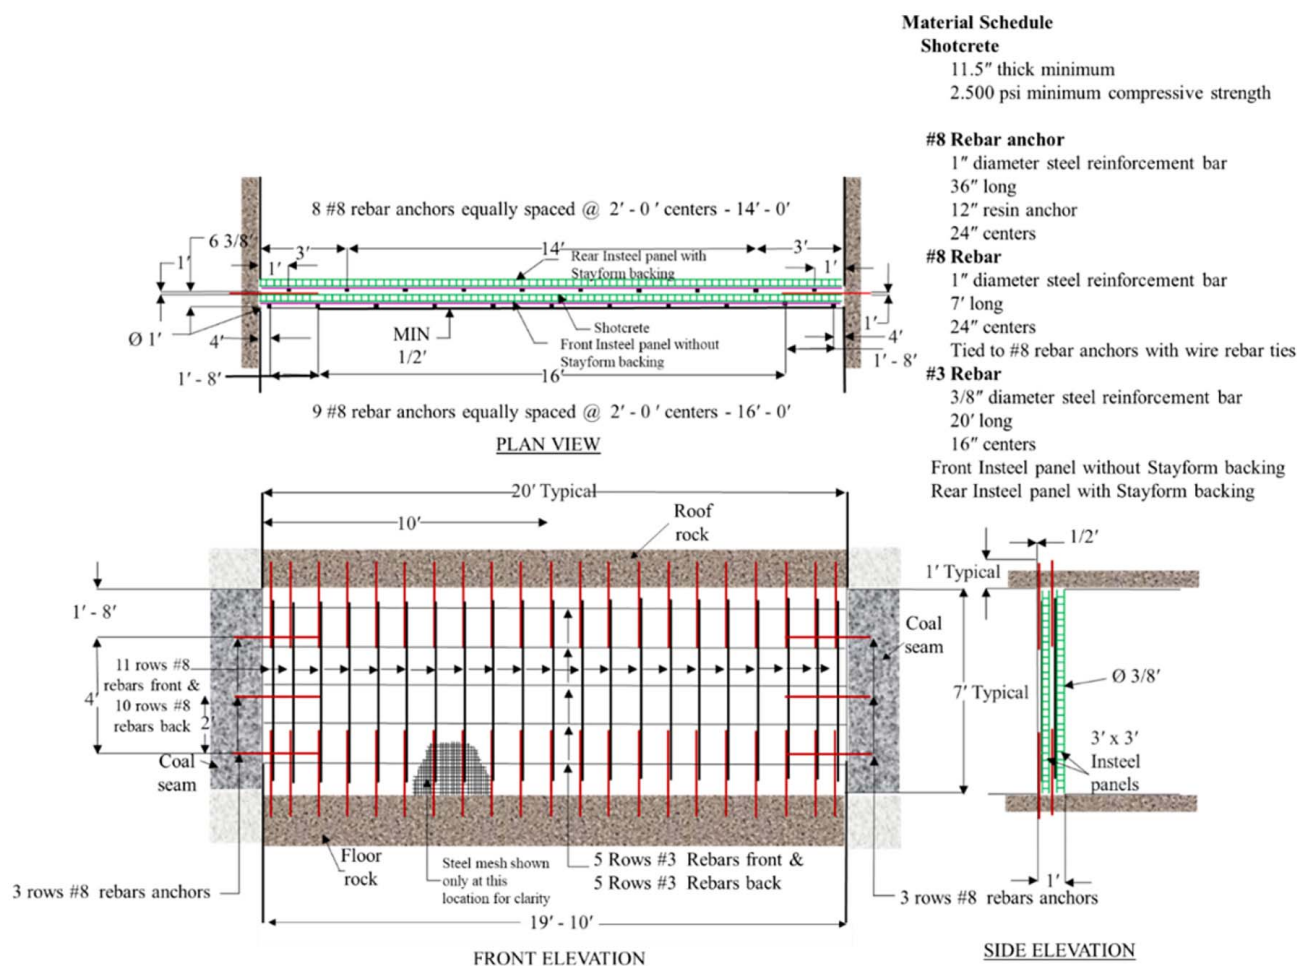 Material Schedule
Shotcrete
11.5″ thick minimum
2.500 psi minimum compressive strength
#8 Rebar anchor
1″ diameter steel reinforcement bar
36″ long
12″ resin anchor
24″ centers
#8 Rebar
1″ diameter steel reinforcement bar
7′ long
24″ centers
Tied to #8 rebar anchors with wire rebar ties
#3 Rebar
3/8″ diameter steel reinforcement bar
20′ long
16″ centers
Front Insteel panel without Stayform backing
Rear Insteel panel with Stayform backing
8 #8 rebar anchors equally spaced @ 2′ - 0 ′ centers - 14′ - 0′
6 3/8′
3′
14′
3′
1′
1′
Rear Insteel panel with
Stayform backing
1′
Ø 1′
4′
MIN
1/2′
Shotcrete
Front Insteel panel without
Stayform backing
1′
4′
1′ - 8′
16′
1′ - 8′
9 #8 rebar anchors equally spaced @ 2′ - 0 ′ centers - 16′ - 0′
PLAN VIEW
20′ Typical
10′
Roof
rock
1′ - 8′
11 rows #8
rebars front &
10 rows #8
rebars back
4′
2′
Coal
seam
Coal
seam
Floor
rock
Steel mesh shown
only at this
location for clarity
5 Rows #3 Rebars front &
5 Rows #3 Rebars back
3 rows #8 rebars anchors
3 rows #8 rebars anchors
19′ - 10′
FRONT ELEVATION
1/2′
1′ Typical
7′ Typical
Ø 3/8′
3′ x 3′
Insteel
panels
1′
SIDE ELEVATION